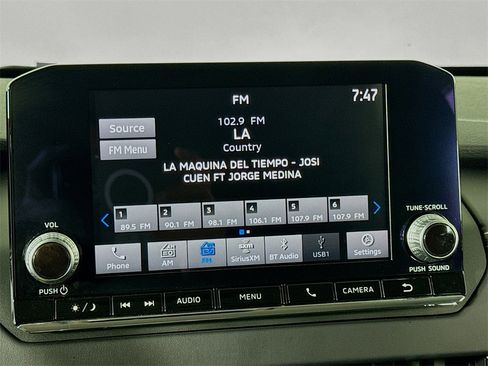 FM
7:47
Source
102.9 FM
LA
Country
FM Menu
LA MAQUINA DEL TIEMPO - JOSI
CUEN FT JORGE MEDINA
1 2 3 4 5 6
89.5 FM 90.1 FM 98.1 FM 106.1 FM 107.9 FM 107.9 FM
VOL
TUNE·SCROLL
Phone AM FM SiriusXM BT Audio USB1 Settings
PUSH
PUSH SOUND
AUDIO MENU CAMERA